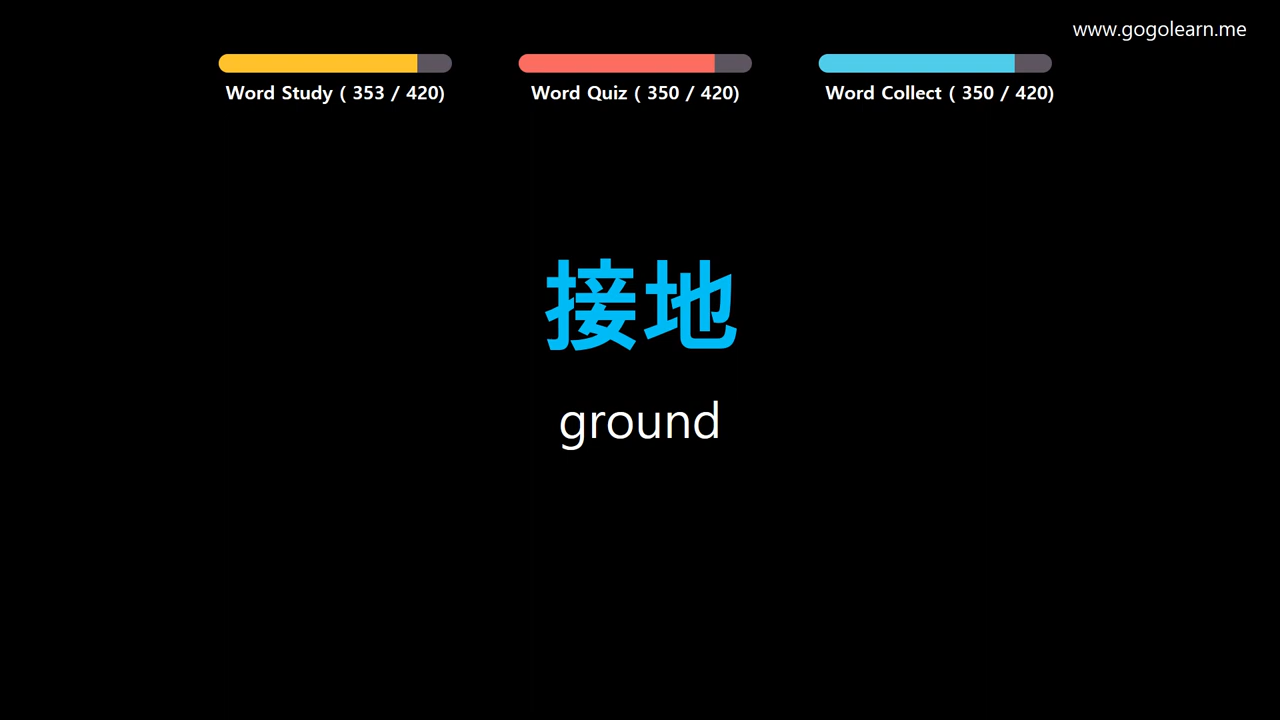 www.gogolearn.me
Word Study ( 353 / 420)
Word Quiz ( 350 / 420)
Word Collect ( 350 / 420)
接地
ground